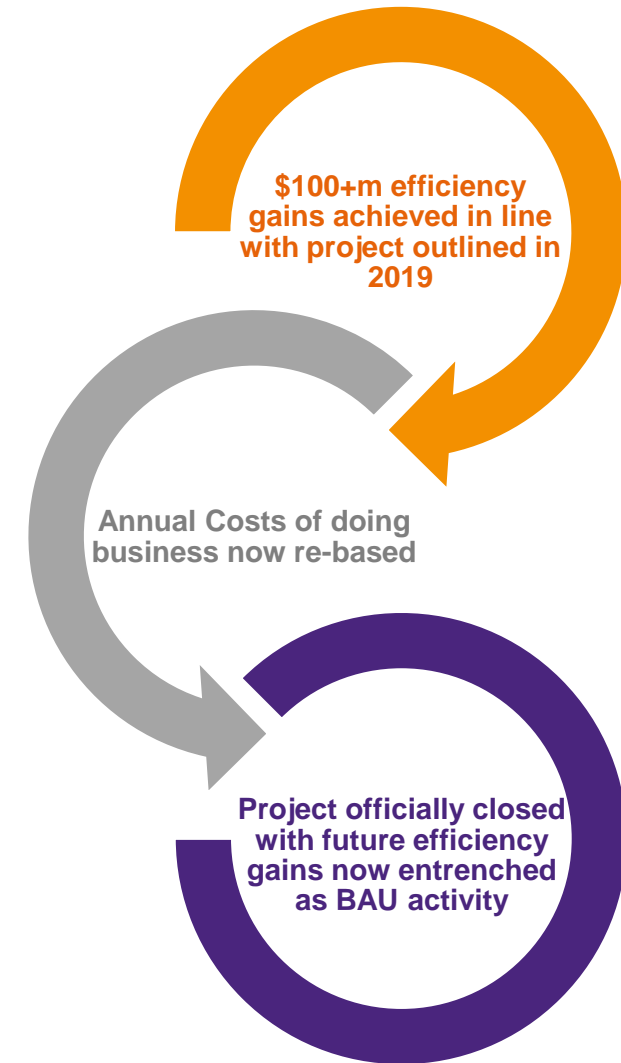 $100+m efficiency
gains achieved in line
with project outlined in
2019
Annual Costs of doing
business now re-based
Project officially closed
with future efficiency
gains now entrenched
as BAU activity